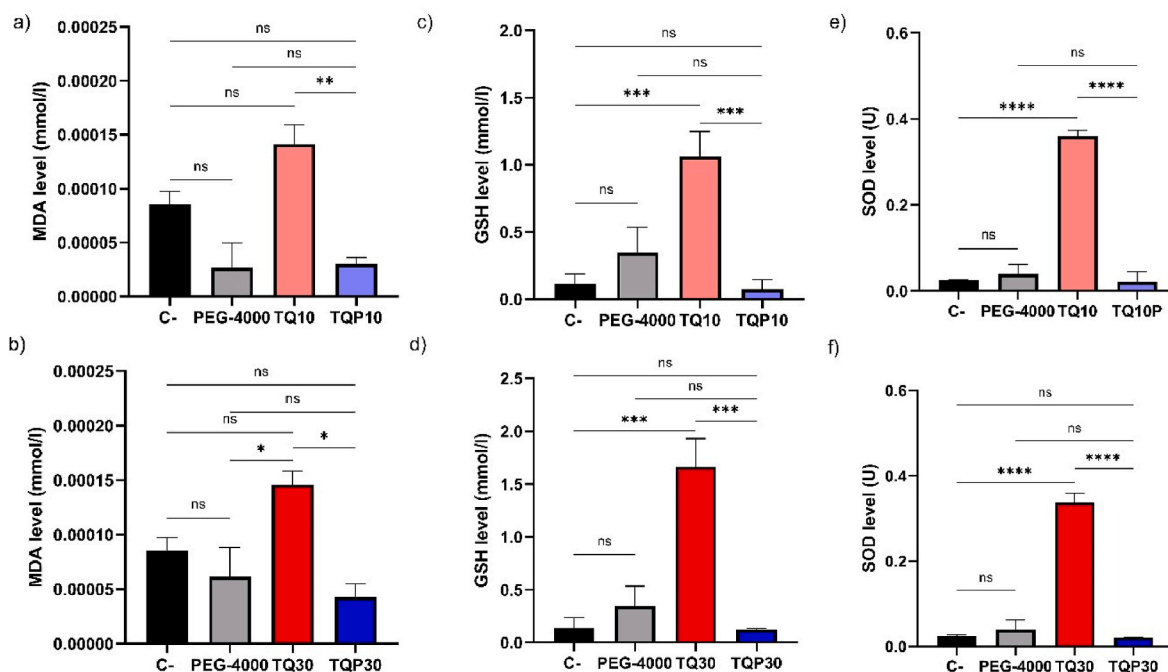 a)
MDA level (mmol/l)
0.00025
0.00020
0.00015
0.00010
0.00005
0.00000
ns
ns
ns
**
ns
C- PEG-4000 TQ10 TQP10
c)
GSH level (mmol/l)
2.0
1.5
1.0
0.5
0.0
ns
ns
***
***
ns
C- PEG-4000 TQ10 TQP10
e)
SOD level (U)
0.6
0.4
0.2
0.0
ns
****
****
ns
C- PEG-4000 TQ10 TQ10P
b)
MDA level (mmol/l)
0.00025
0.00020
0.00015
0.00010
0.00005
0.00000
ns
ns
ns
*
*
ns
C- PEG-4000 TQ30 TQP30
d)
GSH level (mmol/l)
2.5
2.0
1.5
1.0
0.5
0.0
ns
ns
***
***
ns
C- PEG-4000 TQ30 TQP30
f)
SOD level (U)
0.6
0.4
0.2
0.0
ns
ns
****
****
ns
C- PEG-4000 TQ30 TQP30